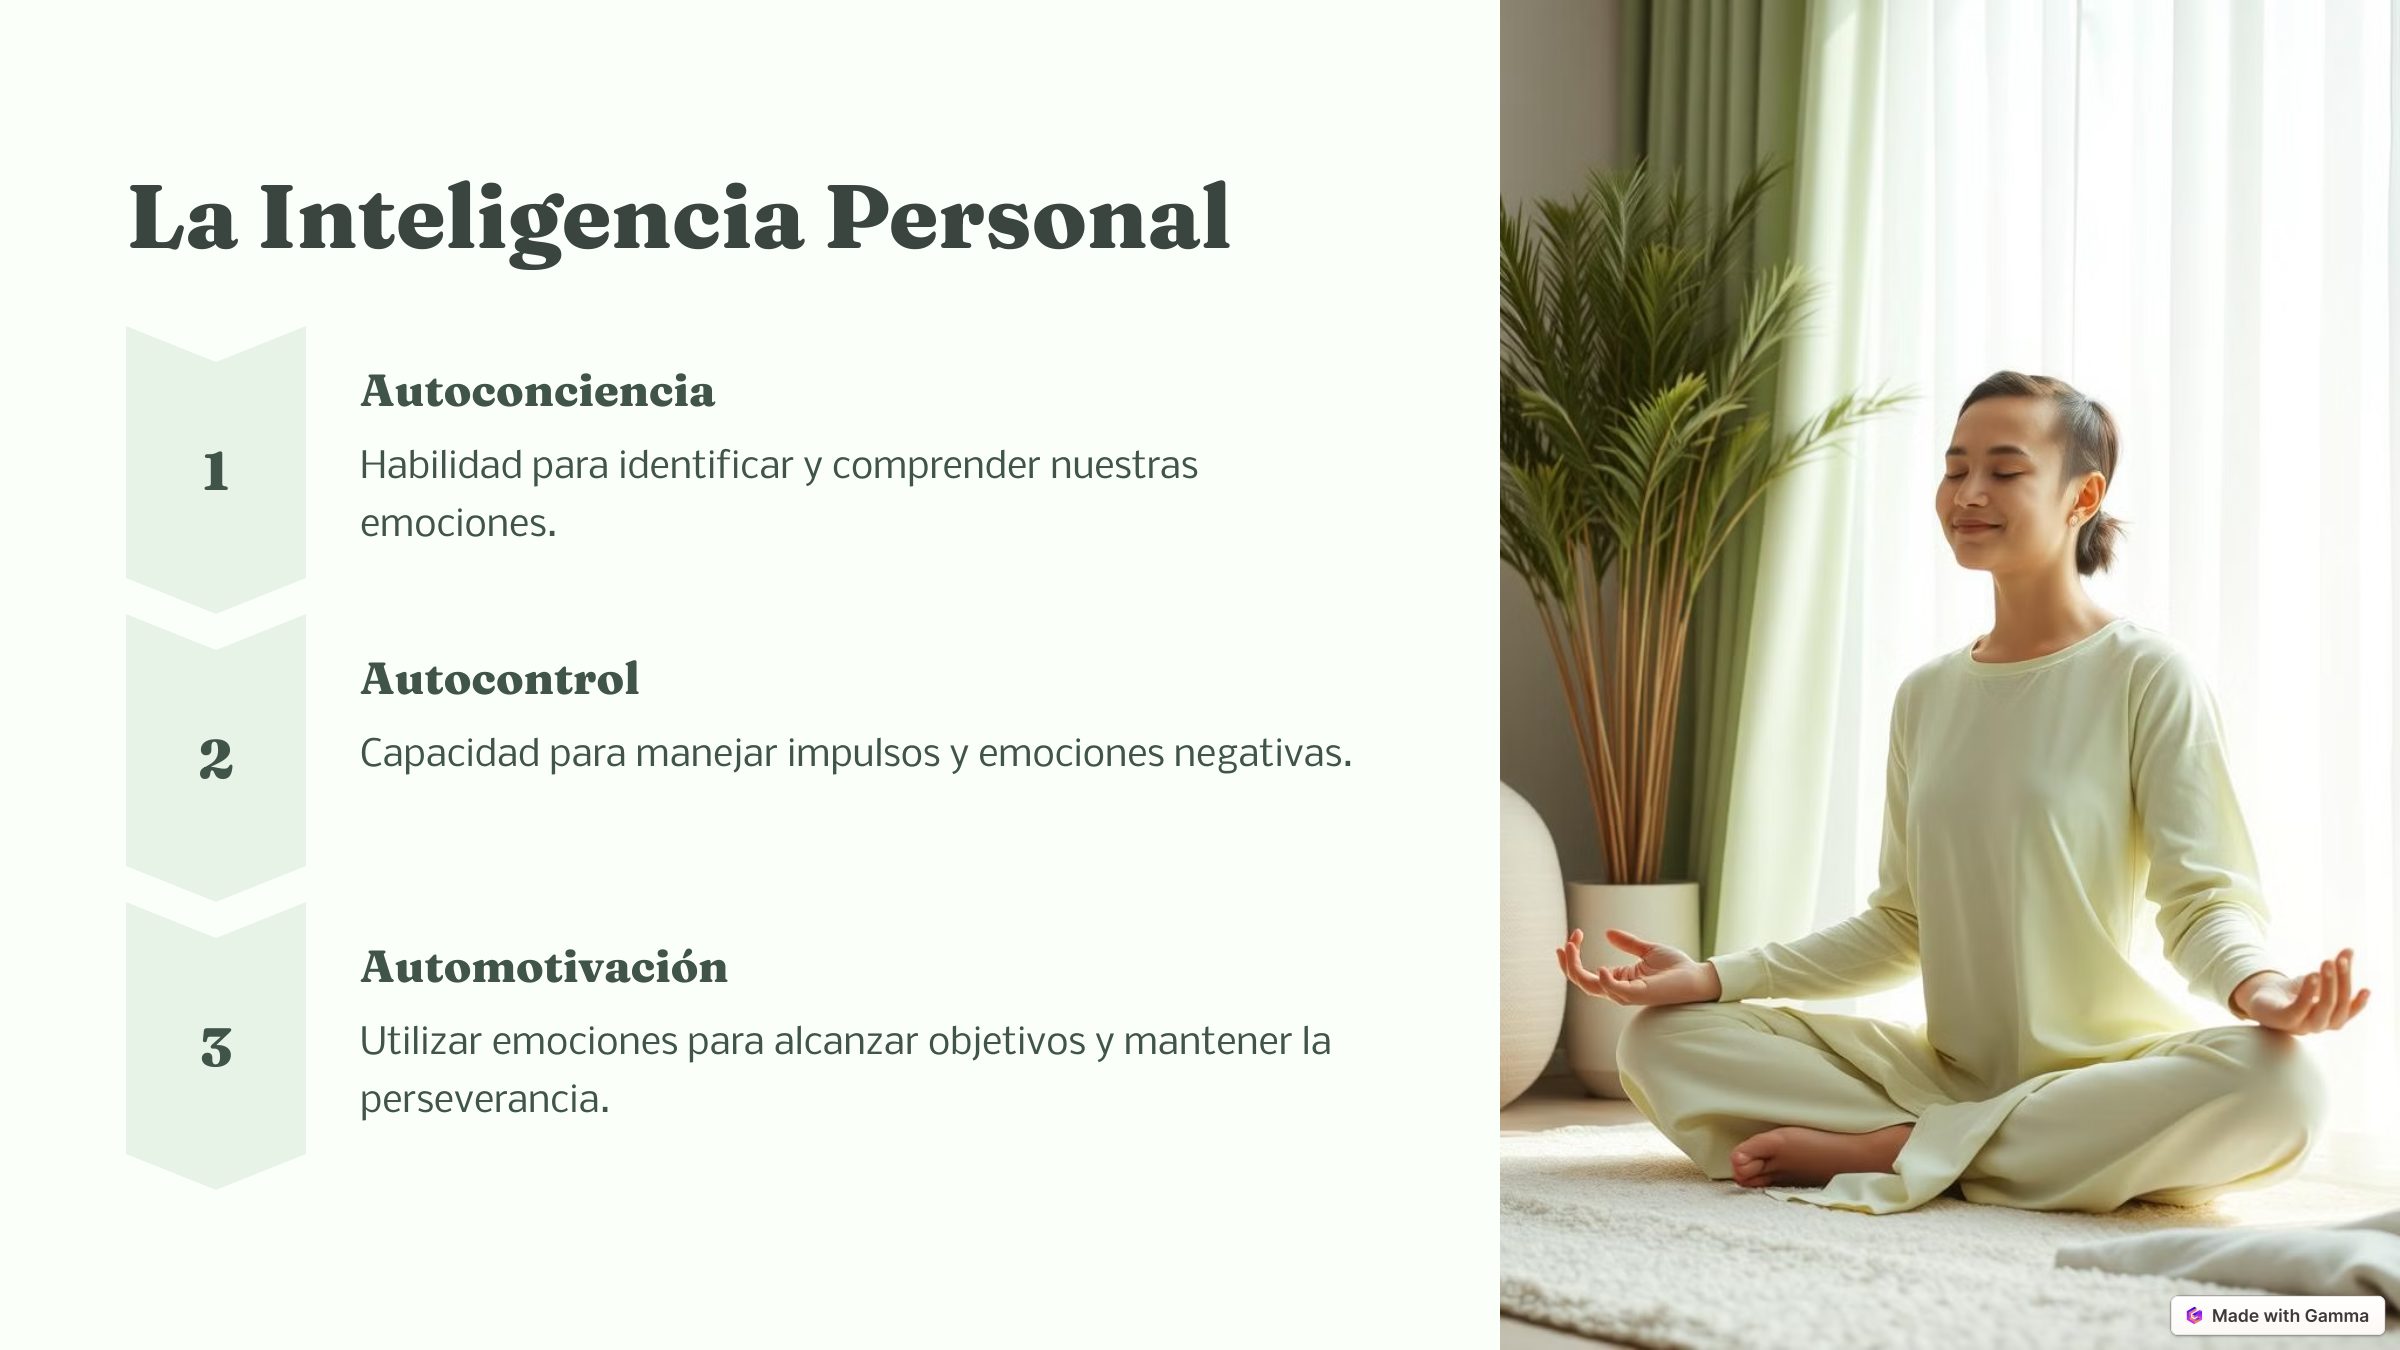 La Inteligencia Personal
1
Autoconciencia
Habilidad para identificar y comprender nuestras
emociones.
2
Autocontrol
Capacidad para manejar impulsos y emociones negativas.
3
Automotivación
Utilizar emociones para alcanzar objetivos y mantener la
perseverancia.
Made with Gamma